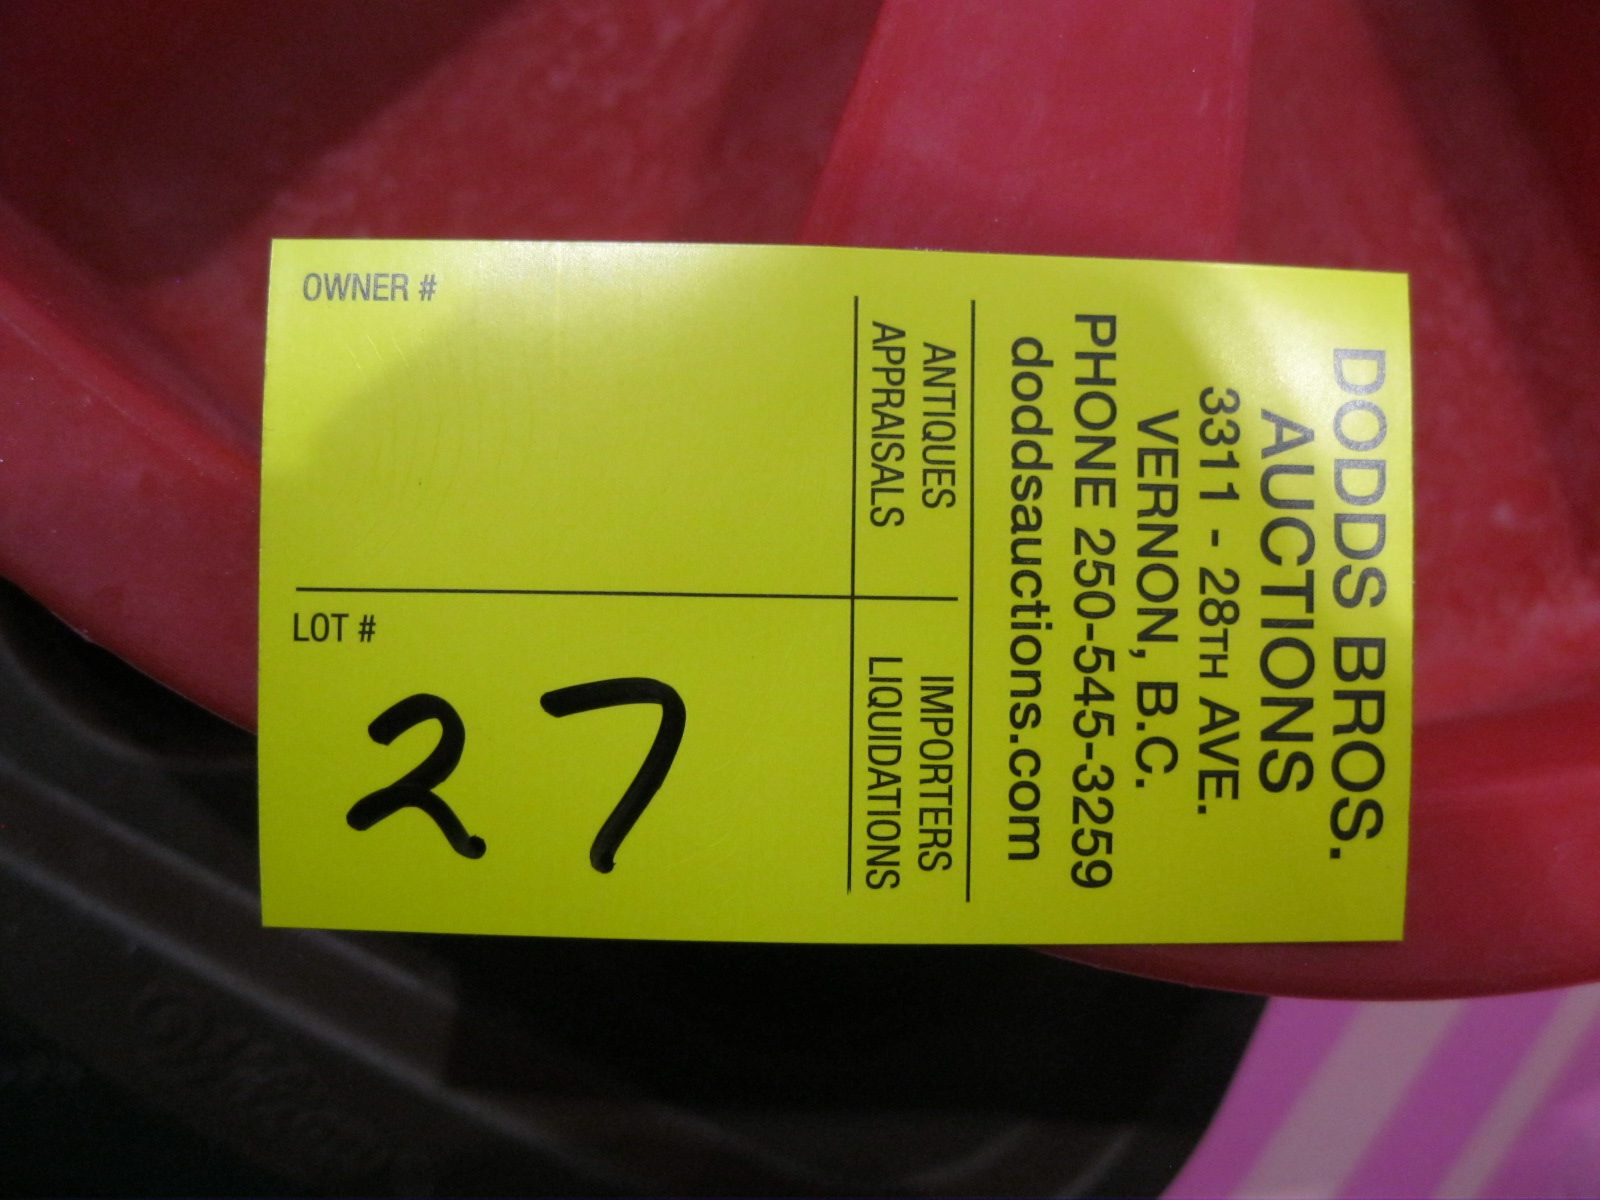 DODDS BROS.
AUCTIONS
3311 - 28TH AVE.
VERNON, B.C.
PHONE 250-545-3259
doddsauctions.com
ANTIQUES
APPRAISALS
IMPORTERS
LIQUIDATIONS
OWNER #
LOT #
27